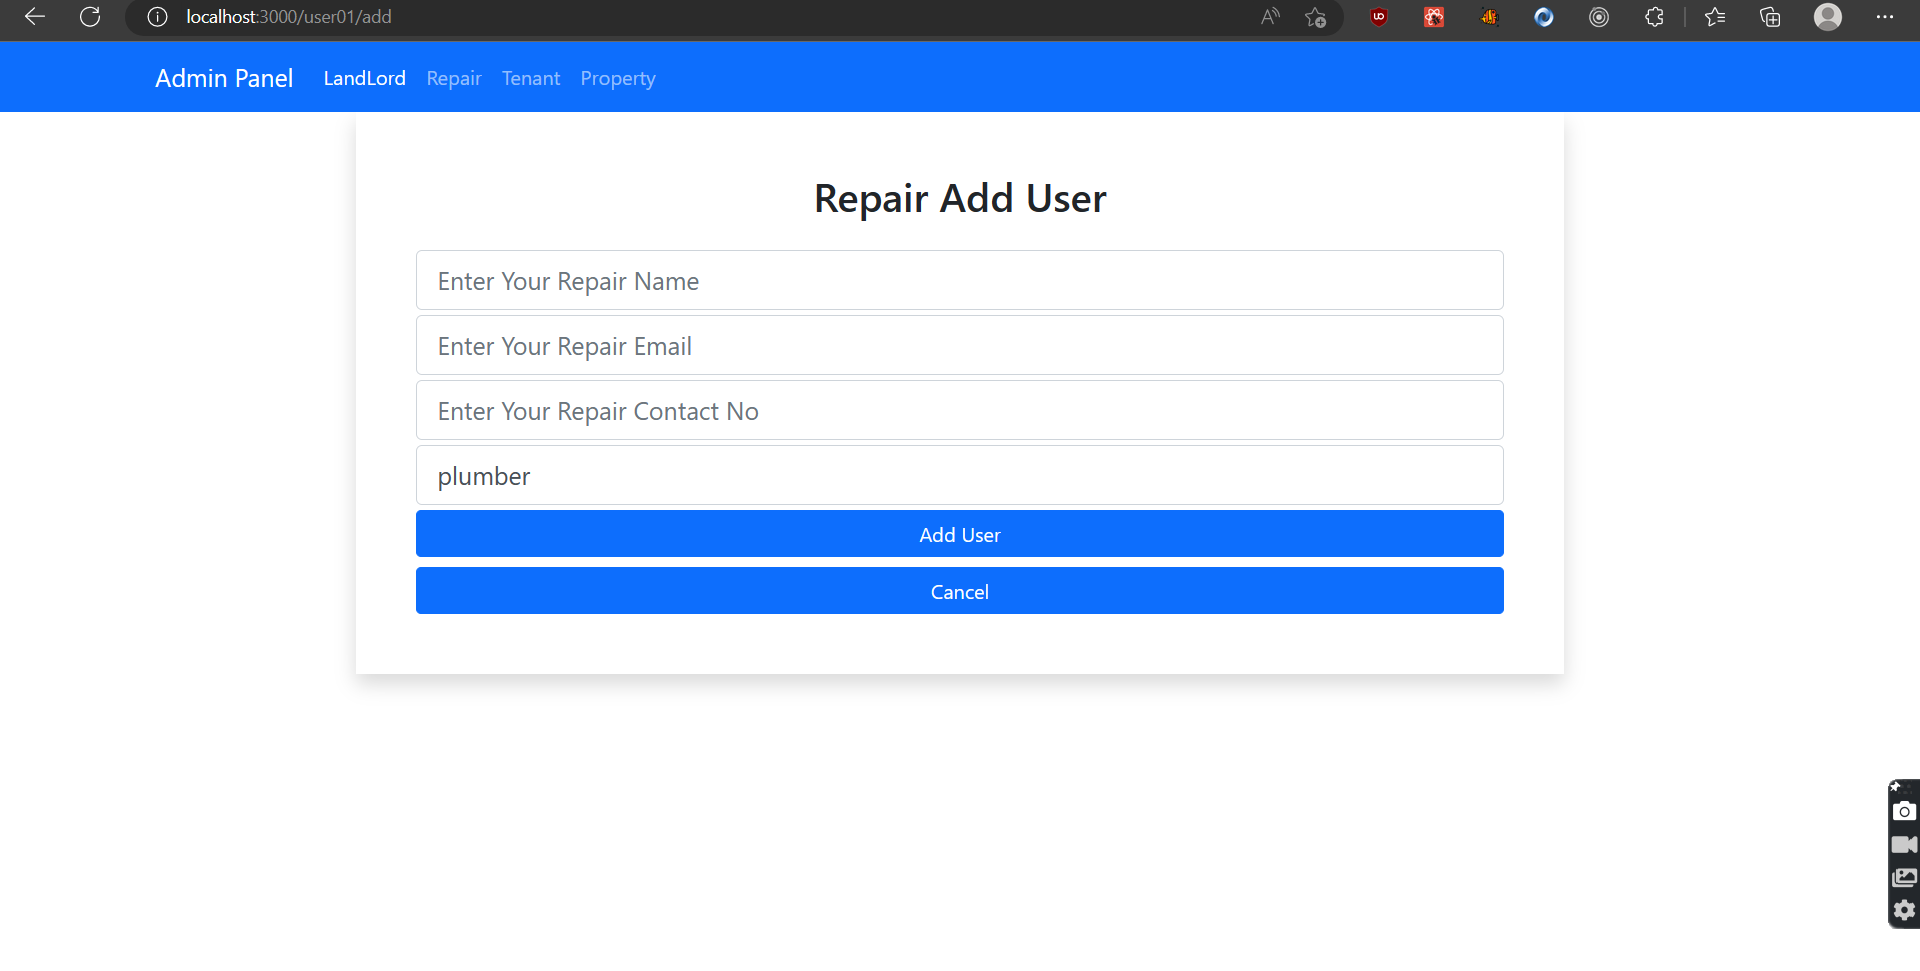 localhost:3000/user01/add
Admin Panel LandLord Repair Tenant Property
Repair Add User
Enter Your Repair Name
Enter Your Repair Email
Enter Your Repair Contact No
plumber
Add User
Cancel